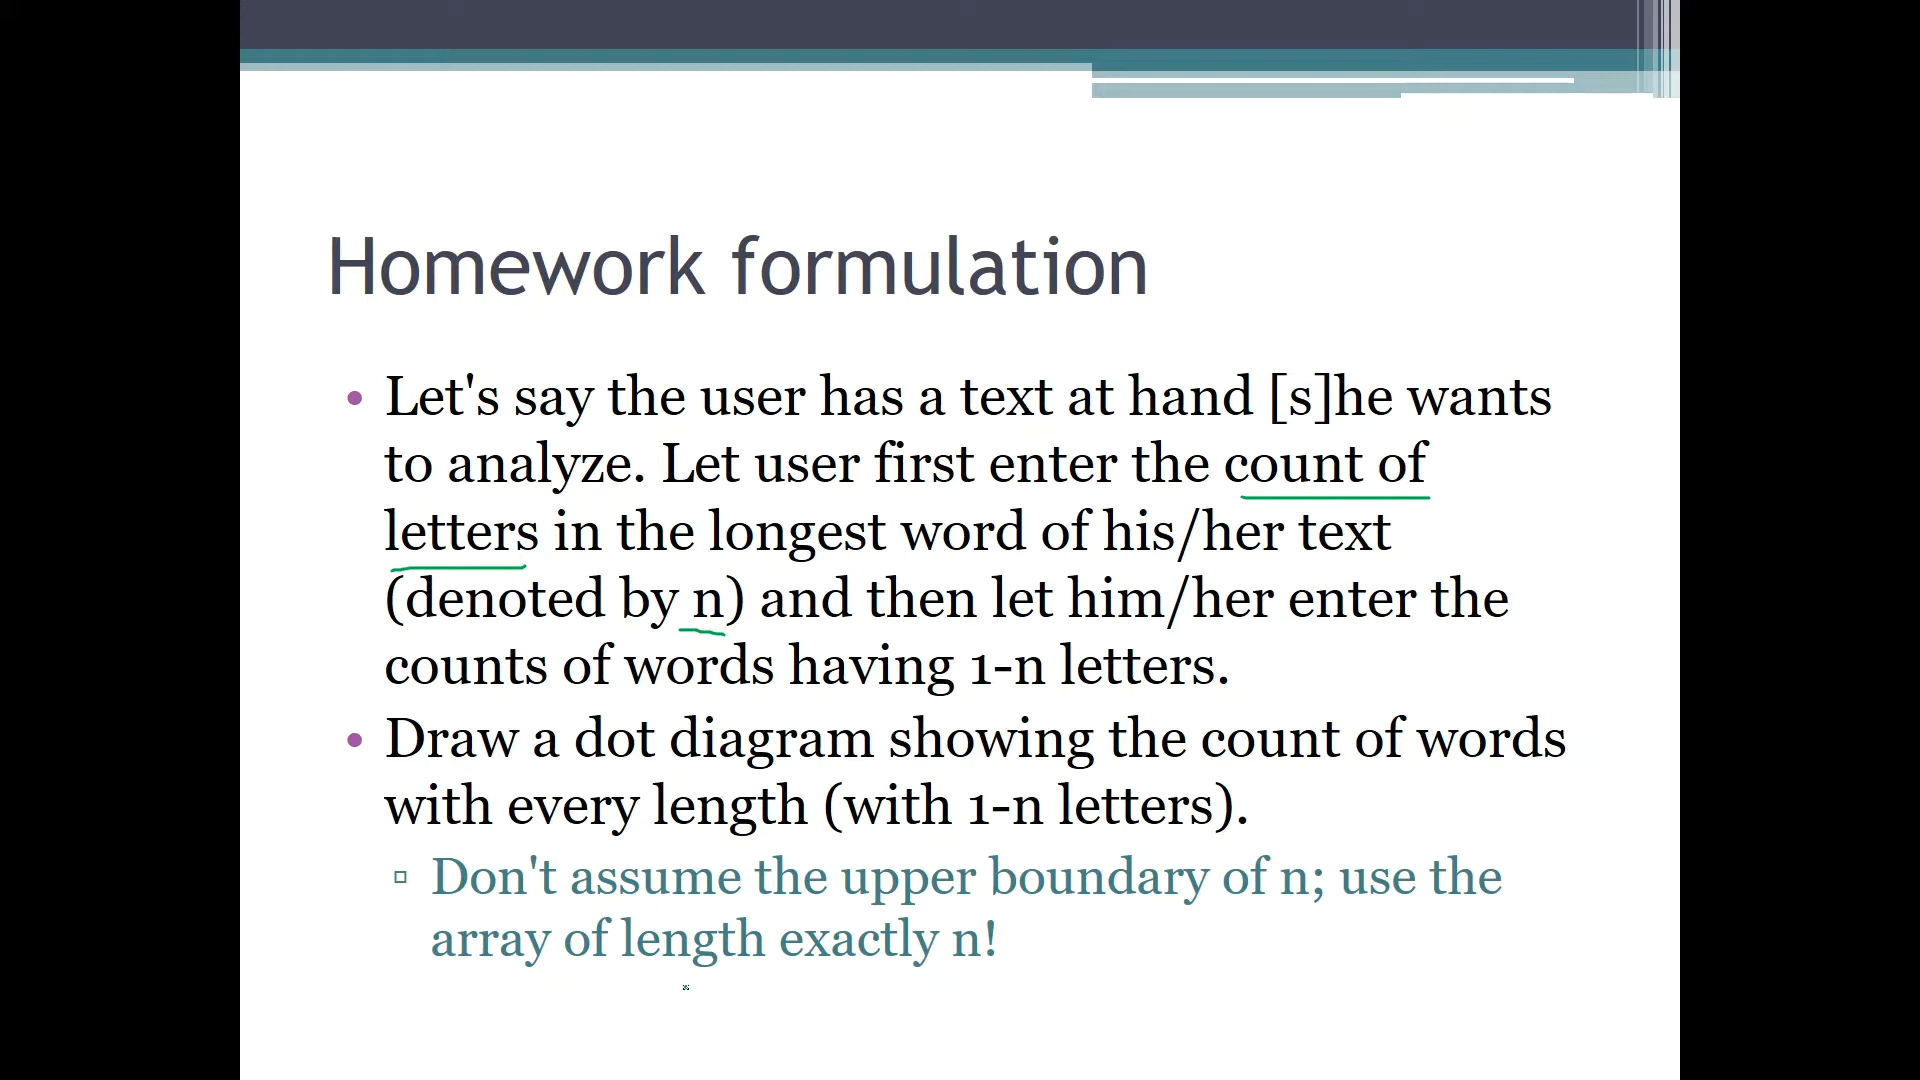 Homework formulation
• Let's say the user has a text at hand [s]he wants
to analyze. Let user first enter the count of
letters in the longest word of his/her text
(denoted by n) and then let him/her enter the
counts of words having 1-n letters.
• Draw a dot diagram showing the count of words
with every length (with 1-n letters).
▫ Don't assume the upper boundary of n; use the
array of length exactly n!